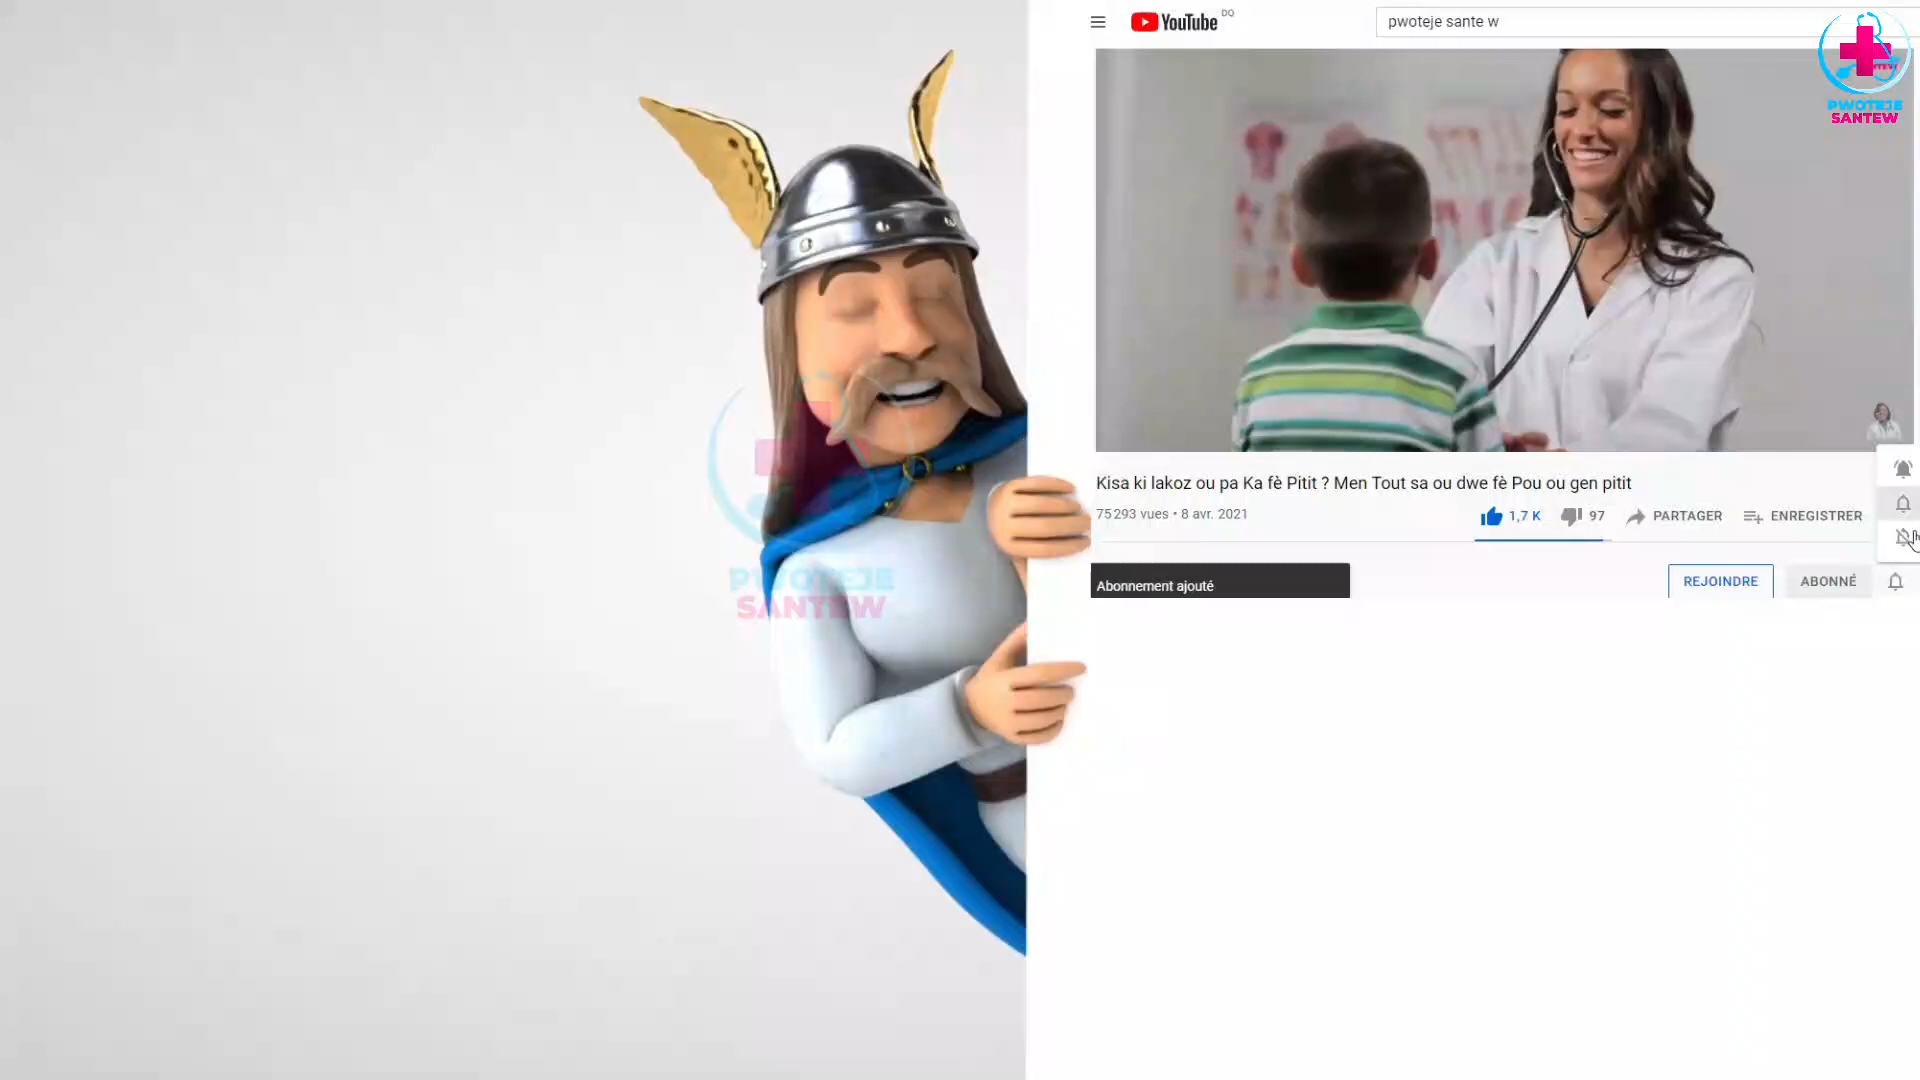 YouTube DQ
pwoteje sante w
PWOTEJE
SANTEW
Kisa ki lakoz ou pa Ka fè Pitit ? Men Tout sa ou dwe fè Pou ou gen pitit
75 293 vues • 8 avr. 2021
1,7 K
97
PARTAGER
ENREGISTRER
Abonnement ajouté
REJOINDRE
ABONNÉ
PWOTEJE
SANTEW